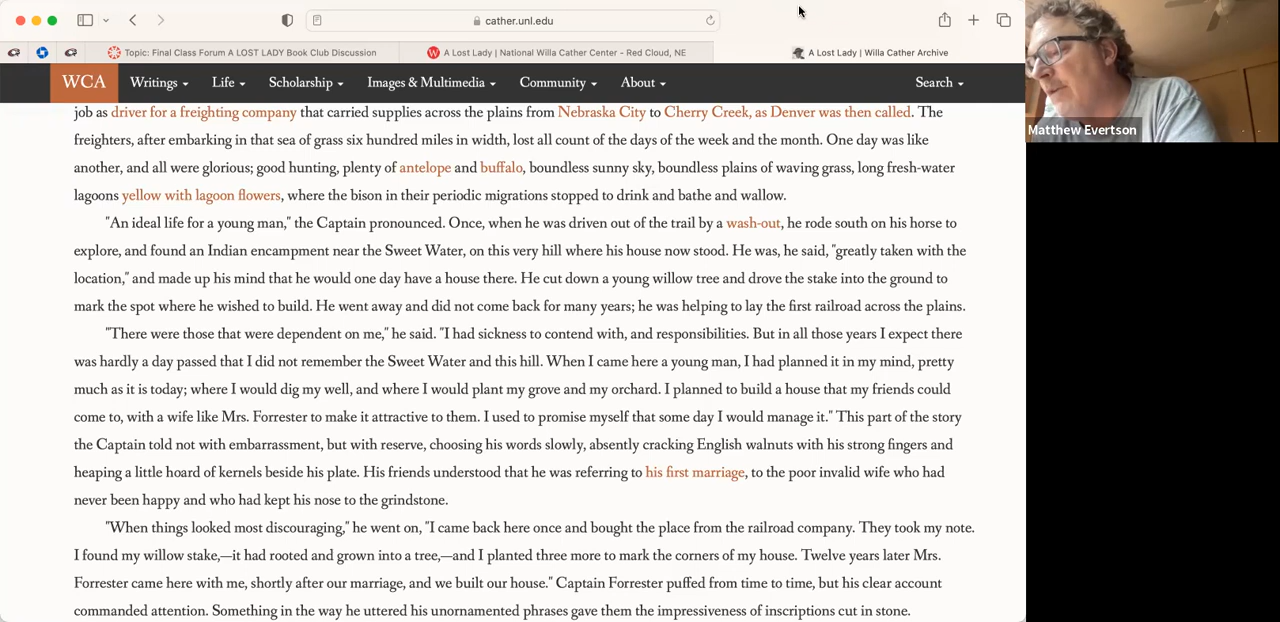 cather.unl.edu
Topic: Final Class Forum A LOST LADY Book Club Discussion
A Lost Lady | National Willa Cather Center - Red Cloud, NE
A Lost Lady | Willa Cather Archive
WCA Writings Life Scholarship Images & Multimedia Community About Search
Matthew Evertson
job as driver for a freighting company that carried supplies across the plains from Nebraska City to Cherry Creek, as Denver was then called. The
freighters, after embarking in that sea of grass six hundred miles in width, lost all count of the days of the week and the month. One day was like
another, and all were glorious; good hunting, plenty of antelope and buffalo, boundless sunny sky, boundless plains of waving grass, long fresh-water
lagoons yellow with lagoon flowers, where the bison in their periodic migrations stopped to drink and bathe and wallow.
"An ideal life for a young man," the Captain pronounced. Once, when he was driven out of the trail by a wash-out, he rode south on his horse to
explore, and found an Indian encampment near the Sweet Water, on this very hill where his house now stood. He was, he said, "greatly taken with the
location," and made up his mind that he would one day have a house there. He cut down a young willow tree and drove the stake into the ground to
mark the spot where he wished to build. He went away and did not come back for many years; he was helping to lay the first railroad across the plains.
"There were those that were dependent on me," he said. "I had sickness to contend with, and responsibilities. But in all those years I expect there
was hardly a day passed that I did not remember the Sweet Water and this hill. When I came here a young man, I had planned it in my mind, pretty
much as it is today; where I would dig my well, and where I would plant my grove and my orchard. I planned to build a house that my friends could
come to, with a wife like Mrs. Forrester to make it attractive to them. I used to promise myself that some day I would manage it." This part of the story
the Captain told not with embarrassment, but with reserve, choosing his words slowly, absently cracking English walnuts with his strong fingers and
heaping a little hoard of kernels beside his plate. His friends understood that he was referring to his first marriage, to the poor invalid wife who had
never been happy and who had kept his nose to the grindstone.
"When things looked most discouraging," he went on, "I came back here once and bought the place from the railroad company. They took my note.
I found my willow stake,—it had rooted and grown into a tree,—and I planted three more to mark the corners of my house. Twelve years later Mrs.
Forrester came here with me, shortly after our marriage, and we built our house." Captain Forrester puffed from time to time, but his clear account
commanded attention. Something in the way he uttered his unornamented phrases gave them the impressiveness of inscriptions cut in stone.